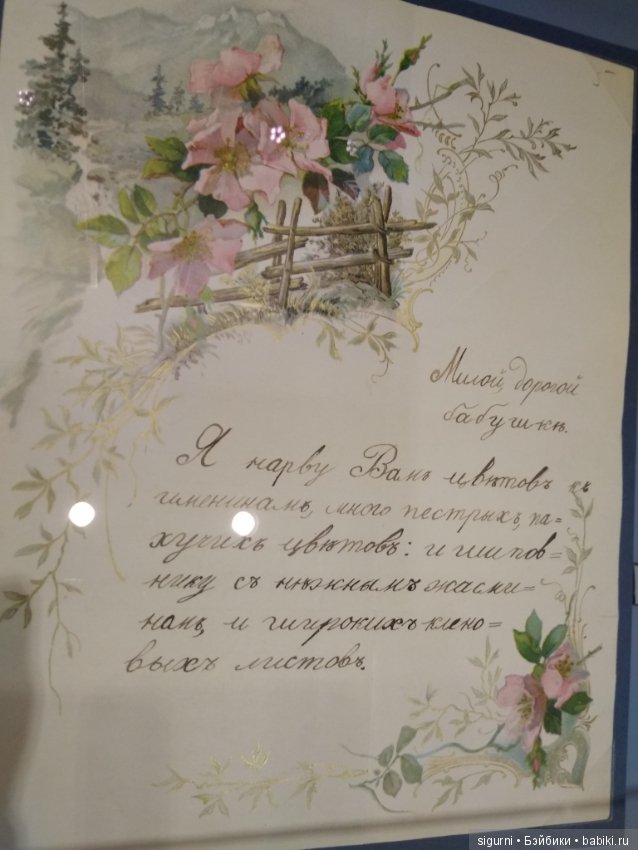 Милой, дорогой
бабушкѣ.
Я нарву Вамъ цвѣтовъ къ
имeнинамъ, много пестрыхъ, па=
хучихъ цвѣтовъ: и шипов=
нику съ нѣжнымъ жасми=
номъ, и широкихъ клено=
выхъ листовъ.
sigurni • Бэйбики • babiki.ru